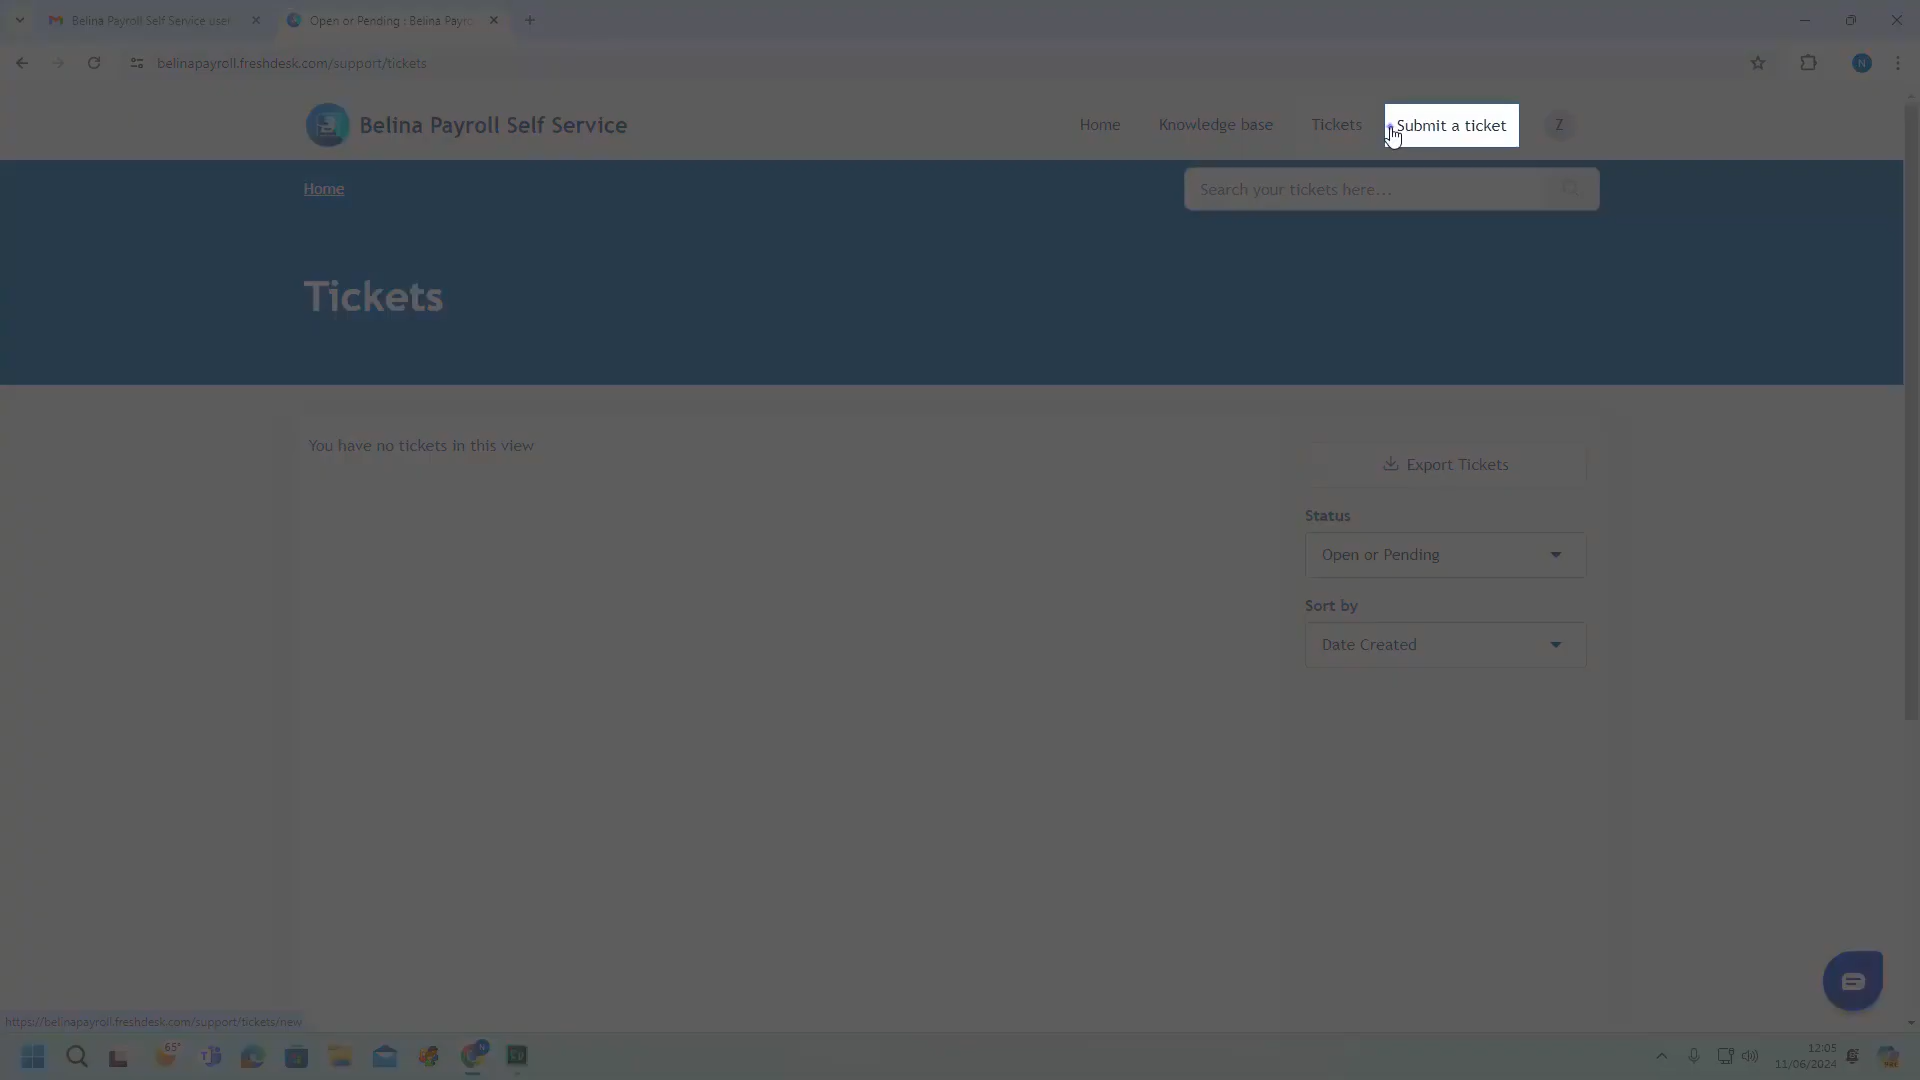 Belina Payroll Self Service user
Open or Pending : Belina Payro
belinapayroll.freshdesk.com/support/tickets
N
Belina Payroll Self Service
Home
Knowledge base
Tickets
Submit a ticket
Z
Home
Search your tickets here...
Tickets
You have no tickets in this view
Export Tickets
Status
Open or Pending
Sort by
Date Created
https://belinapayroll.freshdesk.com/support/tickets/new
65°
12:05
11/06/2024